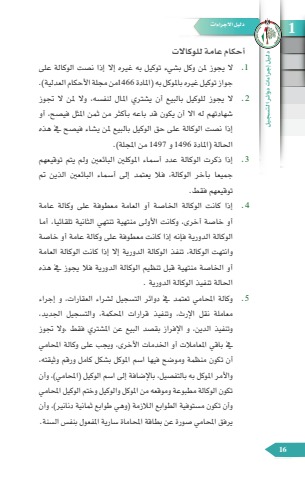 دليل الاجراءات
1
دليل إجراءات دوائر التسجيل
أحكام عامة للوكالات
1. لا يجوز لمن وكل بشيء توكيل به غيره إلا إذا نصت الوكالة على
جواز توكيل غيره بالموكل به (المادة 1466من مجلة الأحكام العدلية).
2. لا يجوز للوكيل بالبيع أن يشتري المال لنفسه، ولا لمن لا تجوز
شهادتهم له الا أن يكون قد باعه بأكثر من ثمن المثل فيصح، أو
إذا نصت الوكالة على حق الوكيل بالبيع لمن يشاء فيصح في هذه
الحالة (المادة 1496 و 1497 من المجلة).
3. إذا ذكرت الوكالة عدد أسماء الموكلين البائعين ولم يتم توقيعهم
جميعا بآخر الوكالة، فلا يعتمد إلى أسماء البائعين الذين تم
توقيعهم فقط.
4. إذا كانت الوكالة الخاصة أو العامة معطوفة على وكالة عامة
أو خاصة أخرى، وكانت الأولى منتهية تنتهي الثانية تلقائيا، أما
الوكالة الدورية فإنه إذا كانت معطوفة على وكالة عامة أو خاصة
وانتهت الوكالة، تنفذ الوكالة الدورية إلا إذا كانت الوكالة العامة
أو الخاصة منتهية قبل تنظيم الوكالة الدورية فلا يجوز في هذه
الحالة تنفيذ الوكالة الدورية .
5. وكالة المحامي تعتمد في دوائر التسجيل لشراء العقارات، و إجراء
معاملة نقل الإرث، وتنفيذ قرارات المحكمة، والتسجيل الجديد،
وتنفيذ الدين، و الإفراز بقصد البيع عن المشتري فقط ،ولا تجوز
في باقي المعاملات أو الخدمات الأخرى، ويجب على وكالة المحامي
أن تكون منظمة وموضح فيها اسم الموكل بشكل كامل ورقم وثيقته،
والأمر الموكل به بالتفصيل، بالإضافة إلى اسم الوكيل (المحامي)، وأن
تكون الوكالة مطبوعة وموقعه من الموكل والوكيل وختم الوكيل المحامي
وأن تكون مستوفية الطوابع اللازمة (وهي طوابع ثمانية دنانير)، وأن
يرفق المحامي صورة عن بطاقة المحاماة سارية المفعول بنفس السنة.
16